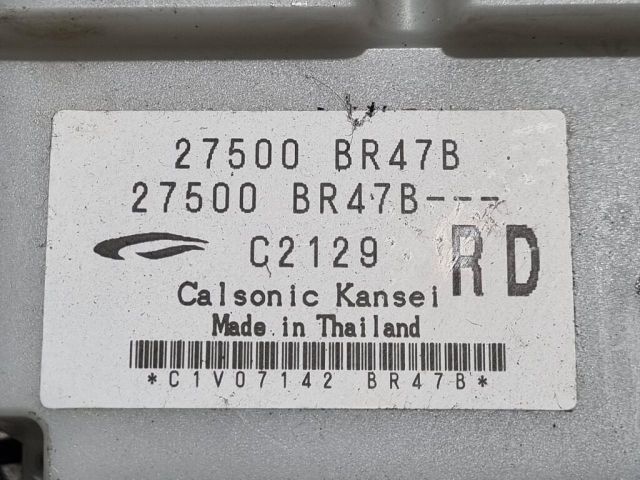 27500 BR47B
27500 BR47B---
C2129 RD
Calsonic Kansei
Made in Thailand
*C1V07142 BR47B*